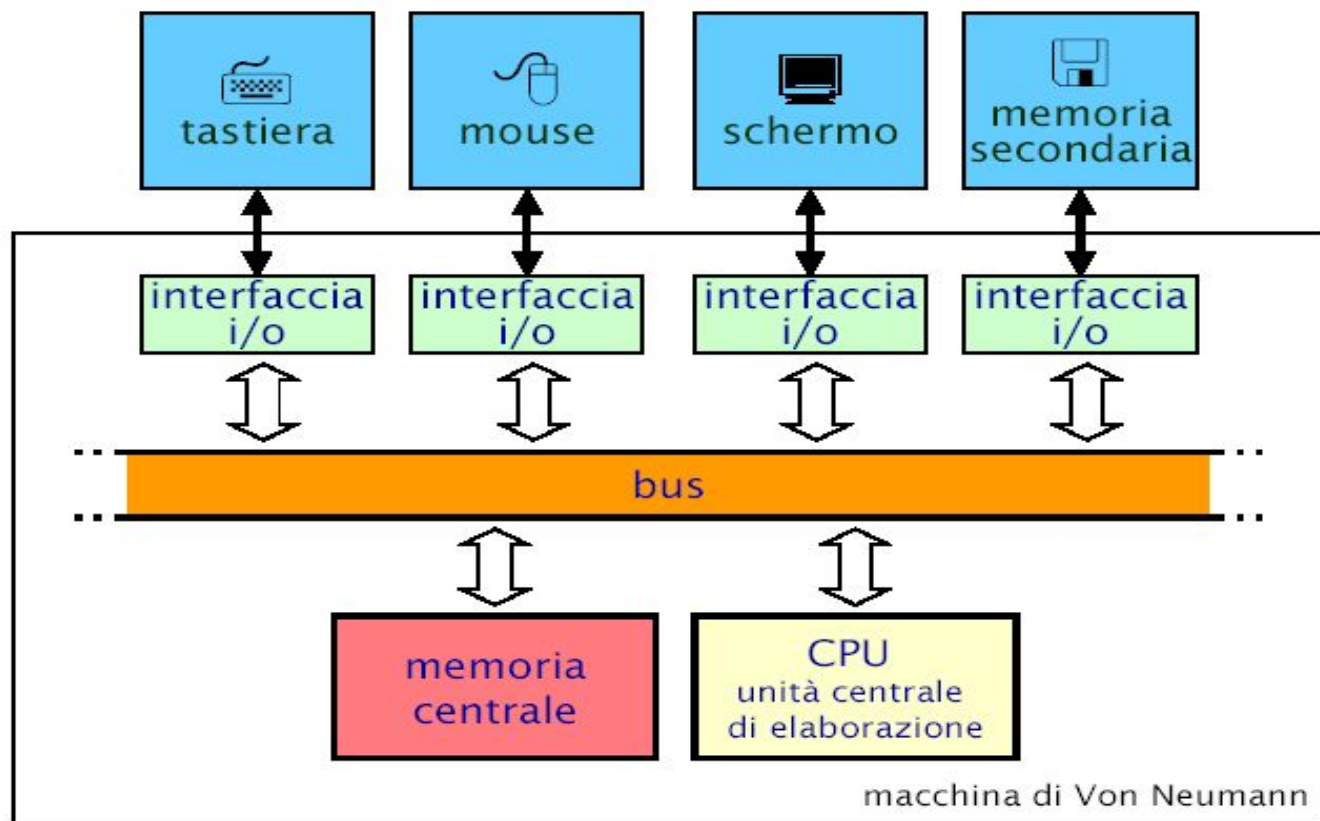 tastiera
mouse
schermo
memoria
secondaria
interfaccia
i/o
interfaccia
i/o
interfaccia
i/o
interfaccia
i/o
bus
memoria
centrale
CPU
unità centrale
di elaborazione
macchina di Von Neumann